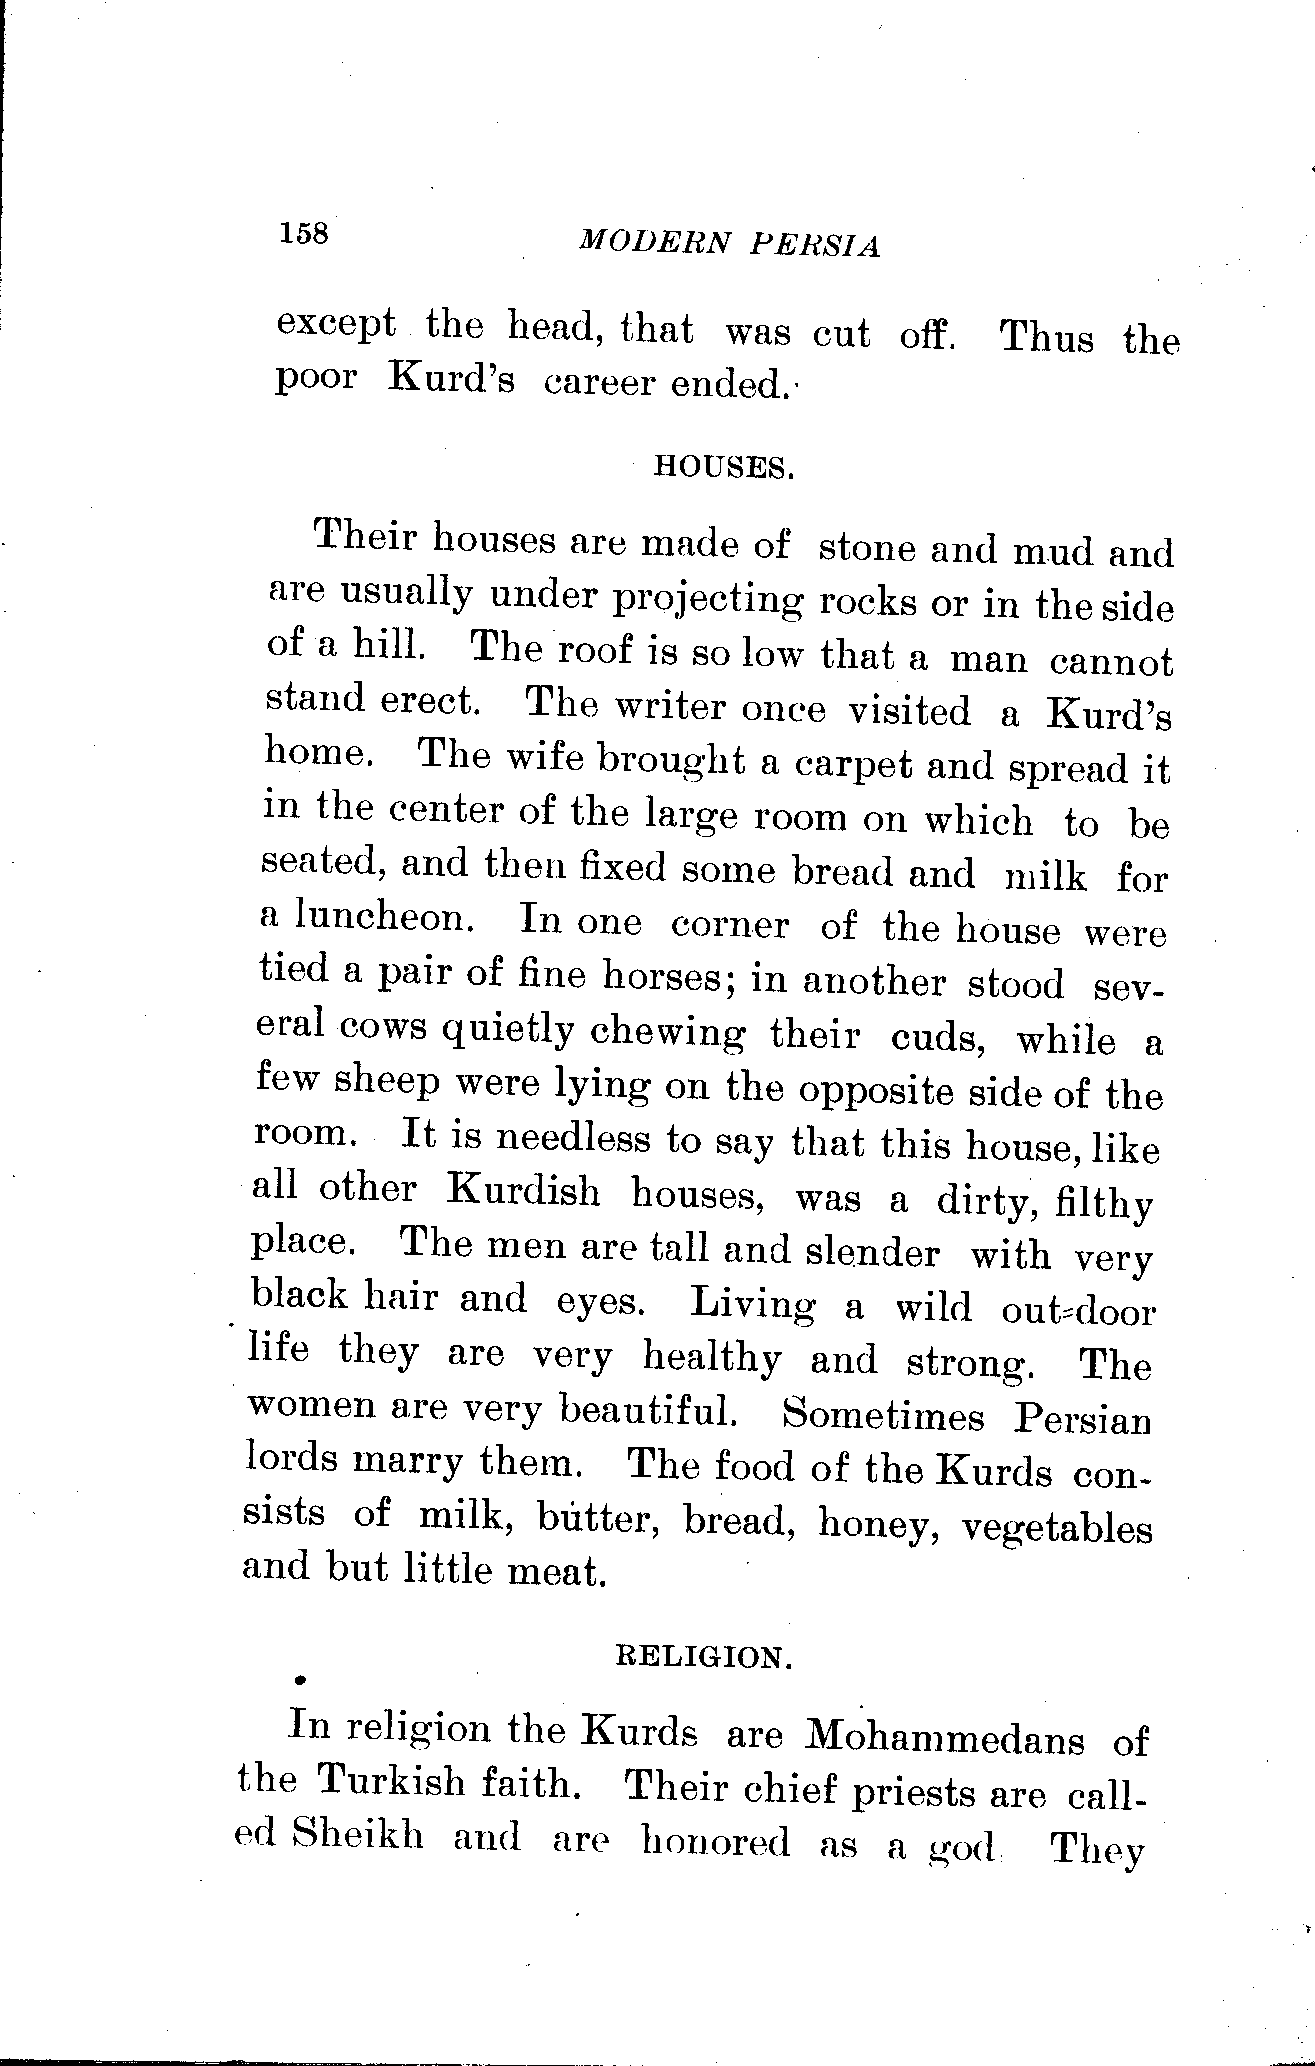 158 MODERN PERSIA
except the head, that was cut off. Thus the
poor Kurd's career ended.
HOUSES.
Their houses are made of stone and mud and
are usually under projecting rocks or in the side
of a hill. The roof is so low that a man cannot
stand erect. The writer once visited a Kurd's
home. The wife brought a carpet and spread it
in the center of the large room on which to be
seated, and then fixed some bread and milk for
a luncheon. In one corner of the house were
tied a pair of fine horses; in another stood sev-
eral cows quietly chewing their cuds, while a
few sheep were lying on the opposite side of the
room. It is needless to say that this house, like
all other Kurdish houses, was a dirty, filthy
place. The men are tall and slender with very
black hair and eyes. Living a wild out-door
life they are very healthy and strong. The
women are very beautiful. Sometimes Persian
lords marry them. The food of the Kurds con-
sists of milk, butter, bread, honey, vegetables
and but little meat.
RELIGION.
In religion the Kurds are Mohammedans of
the Turkish faith. Their chief priests are call-
ed Sheikh and are honored as a god They